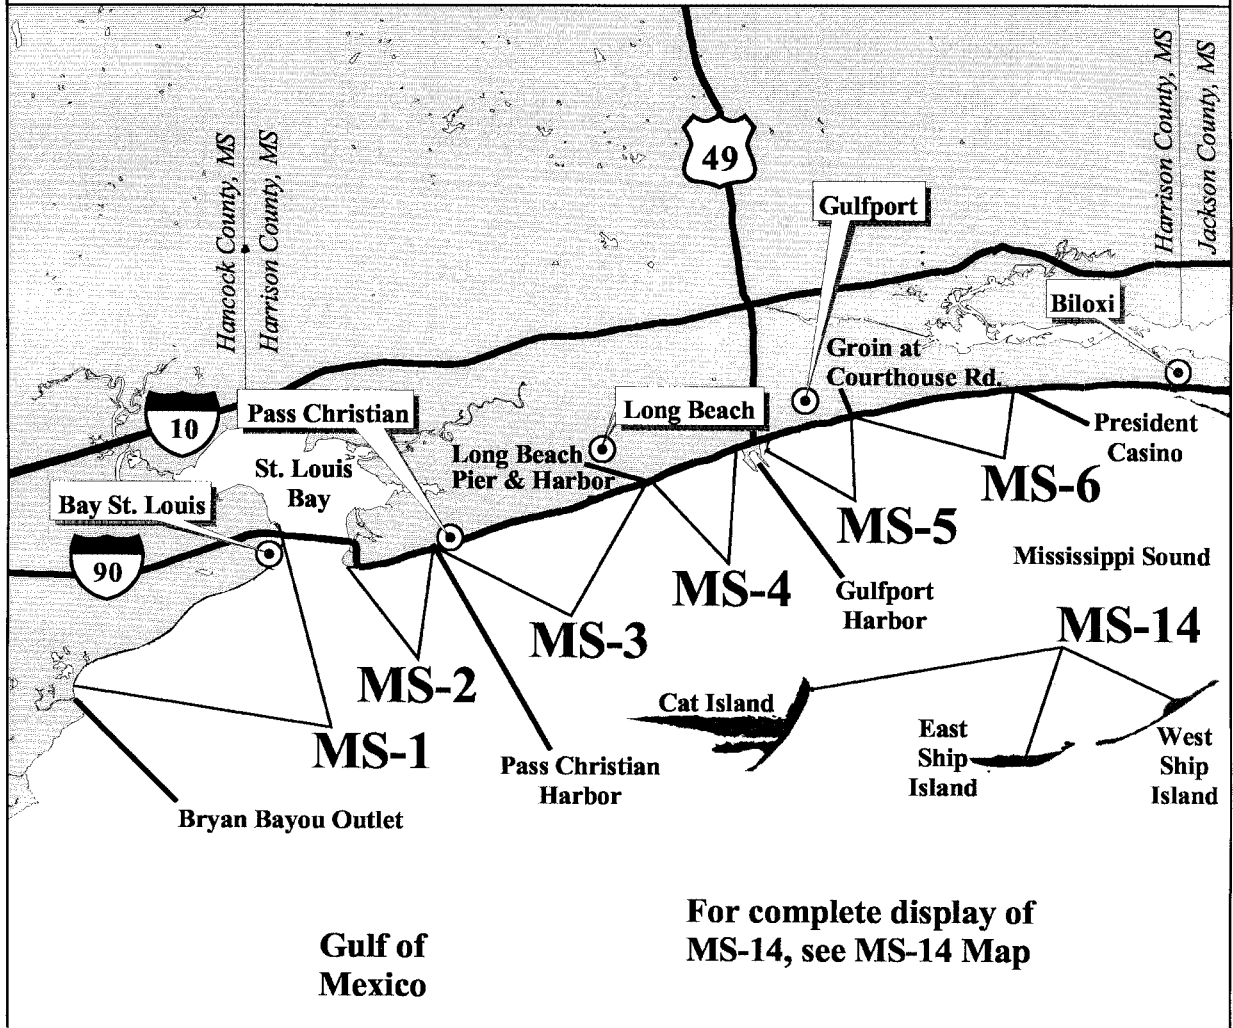 Hancock County, MS
Harrison County, MS
Harrison County, MS
Jackson County, MS
49
Gulfport
Biloxi
Groin at
Courthouse Rd.
10
Pass Christian
Long Beach
President
Casino
St. Louis
Bay
Long Beach
Pier & Harbor
MS-6
Bay St. Louis
MS-5
90
Mississippi Sound
MS-4
Gulfport
Harbor
MS-3
MS-14
MS-2
Cat Island
East
Ship
Island
West
Ship
Island
MS-1
Pass Christian
Harbor
Bryan Bayou Outlet
For complete display of
MS-14, see MS-14 Map
Gulf of
Mexico